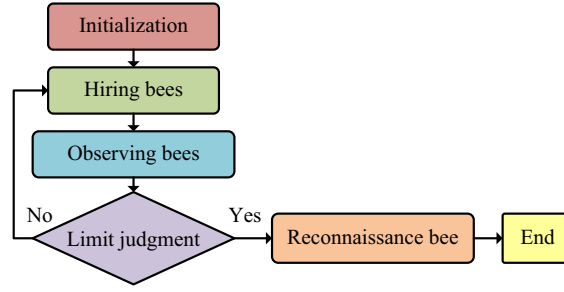 Initialization
Hiring bees
Observing bees
No
Yes
Limit judgment
Reconnaissance bee
End